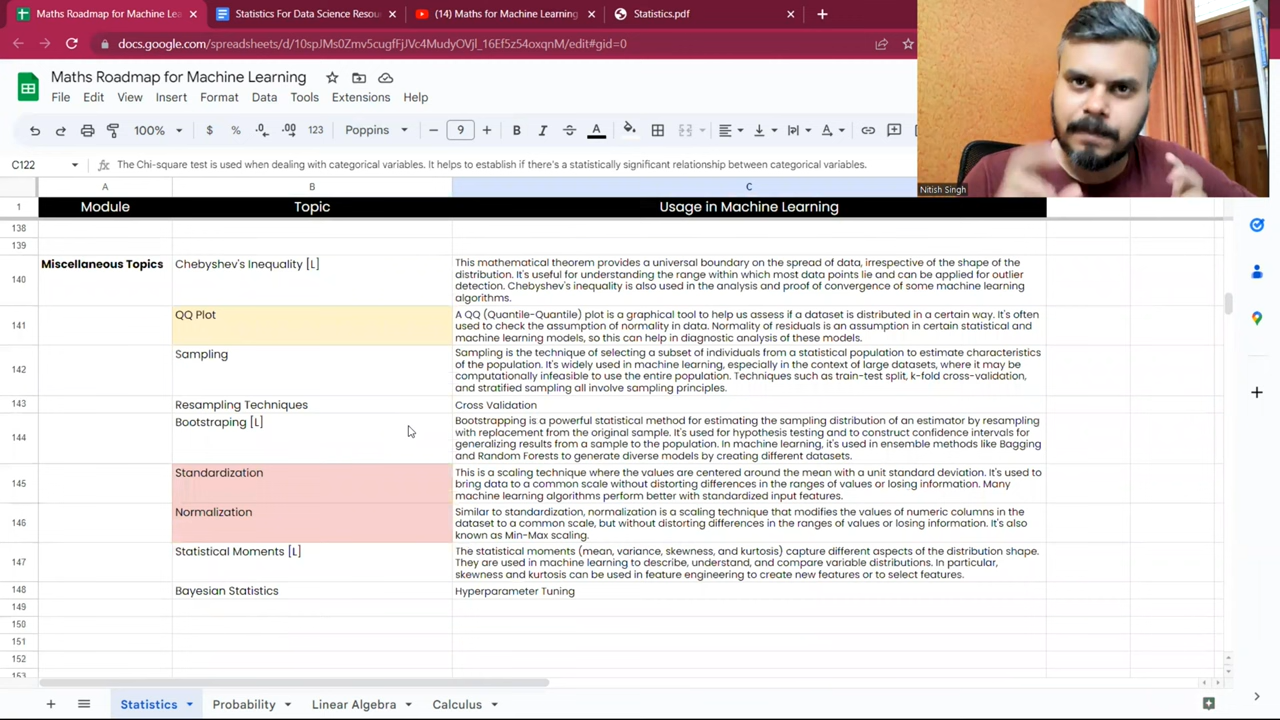 Maths Roadmap for Machine Lea
Statistics For Data Science Resou
(14) Maths for Machine Learning
Statistics.pdf
docs.google.com/spreadsheets/d/10spJMs0Zmv5cugfFjJVc4MudyOVjl_16Ef5z54oxqnM/edit#gid=0
Maths Roadmap for Machine Learning
File Edit View Insert Format Data Tools Extensions Help
100% $ % .0 .00 123 Poppins 9 B I A
C122 fx The Chi-square test is used when dealing with categorical variables. It helps to establish if there's a statistically significant relationship between categorical variables.
Nitish Singh
A B C
1 Module Topic Usage in Machine Learning
138
139
140 Miscellaneous Topics Chebyshev's Inequality [L] This mathematical theorem provides a universal boundary on the spread of data, irrespective of the shape of the
distribution. It's useful for understanding the range within which most data points lie and can be applied for outlier
detection. Chebyshev's inequality is also used in the analysis and proof of convergence of some machine learning
algorithms.
141 QQ Plot A QQ (Quantile-Quantile) plot is a graphical tool to help us assess if a dataset is distributed in a certain way. It's often
used to check the assumption of normality in data. Normality of residuals is an assumption in certain statistical and
machine learning models, so this can help in diagnostic analysis of these models.
142 Sampling Sampling is the technique of selecting a subset of individuals from a statistical population to estimate characteristics
of the population. It's widely used in machine learning, especially in the context of large datasets, where it may be
computationally infeasible to use the entire population. Techniques such as train-test split, k-fold cross-validation,
and stratified sampling all involve sampling principles.
143 Resampling Techniques Cross Validation
144 Bootstraping [L] Bootstrapping is a powerful statistical method for estimating the sampling distribution of an estimator by resampling
with replacement from the original sample. It's used for hypothesis testing and to construct confidence intervals for
generalizing results from a sample to the population. In machine learning, it's used in ensemble methods like Bagging
and Random Forests to generate diverse models by creating different datasets.
145 Standardization This is a scaling technique where the values are centered around the mean with a unit standard deviation. It's used to
bring data to a common scale without distorting differences in the ranges of values or losing information. Many
machine learning algorithms perform better with standardized input features.
146 Normalization Similar to standardization, normalization is a scaling technique that modifies the values of numeric columns in the
dataset to a common scale, but without distorting differences in the ranges of values or losing information. It's also
known as Min-Max scaling.
147 Statistical Moments [L] The statistical moments (mean, variance, skewness, and kurtosis) capture different aspects of the distribution shape.
They are used in machine learning to describe, understand, and compare variable distributions. In particular,
skewness and kurtosis can be used in feature engineering to create new features or to select features.
148 Bayesian Statistics Hyperparameter Tuning
149
150
151
152
153
Statistics Probability Linear Algebra Calculus